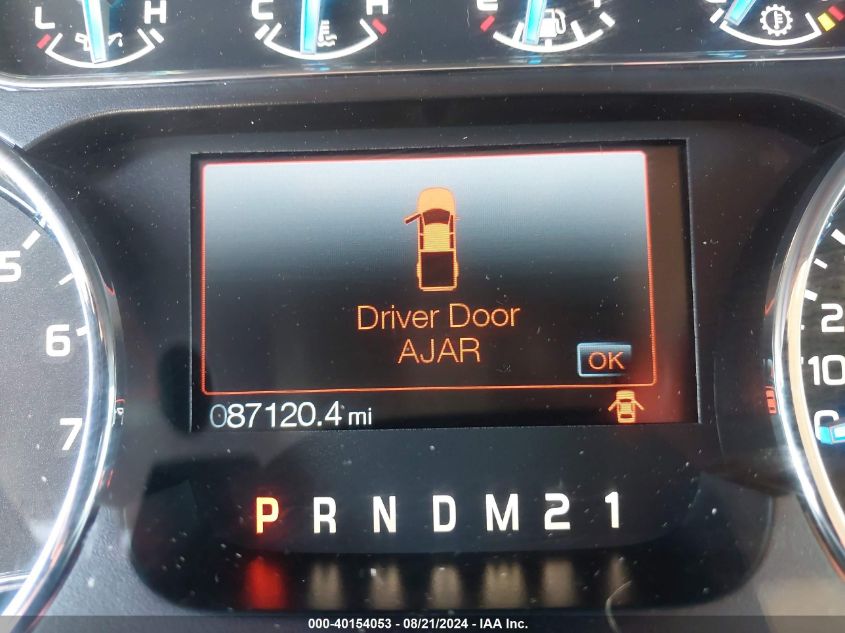 L H C H E
5
6
7
Driver Door
AJAR
OK
087120.4 mi
P R N D M 2 1
2
10
000-40154053 - 08/21/2024 - IAA Inc.